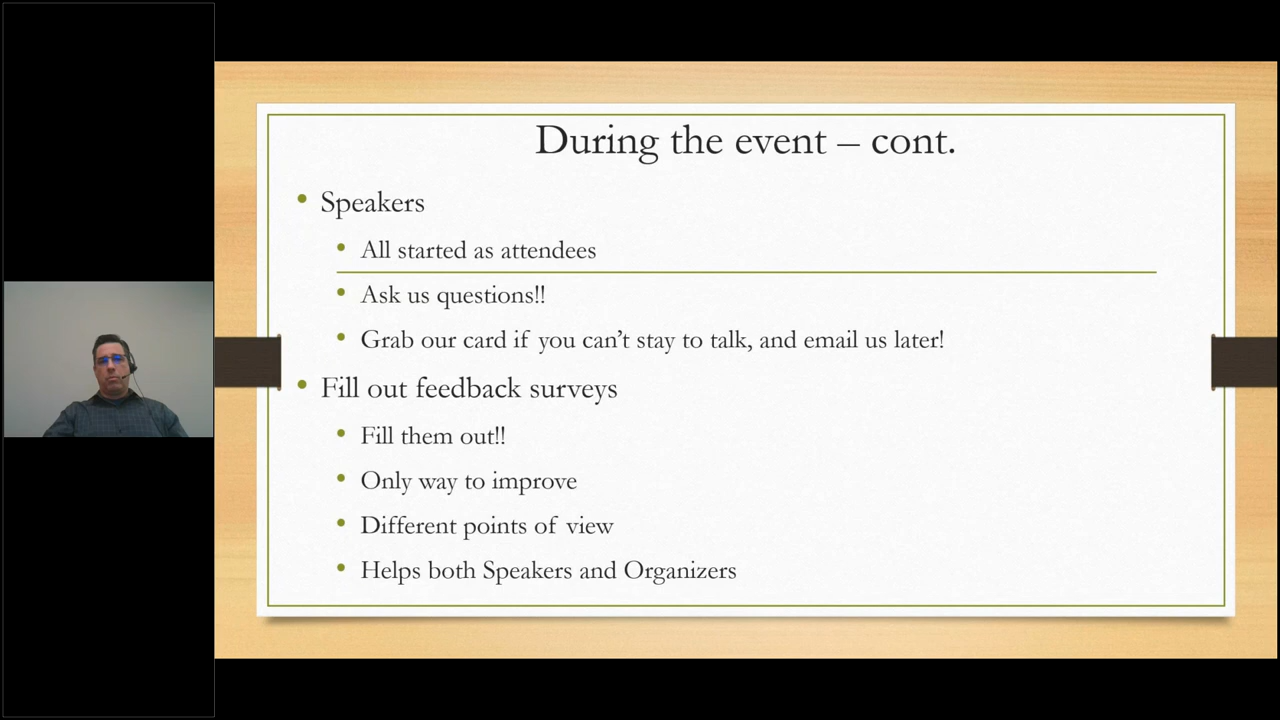 During the event – cont.
Speakers
All started as attendees
Ask us questions!!
Grab our card if you can’t stay to talk, and email us later!
Fill out feedback surveys
Fill them out!!
Only way to improve
Different points of view
Helps both Speakers and Organizers